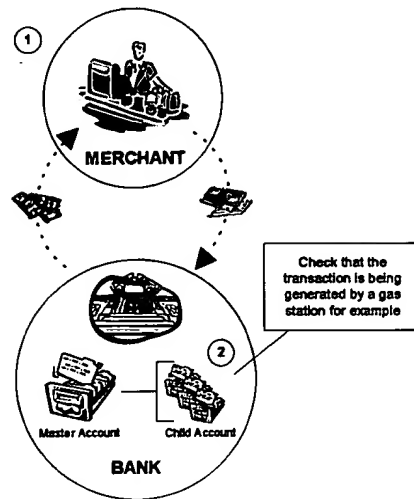 1
MERCHANT
Check that the
transaction is being
generated by a gas
station for example
2
Master Account
Child Account
BANK